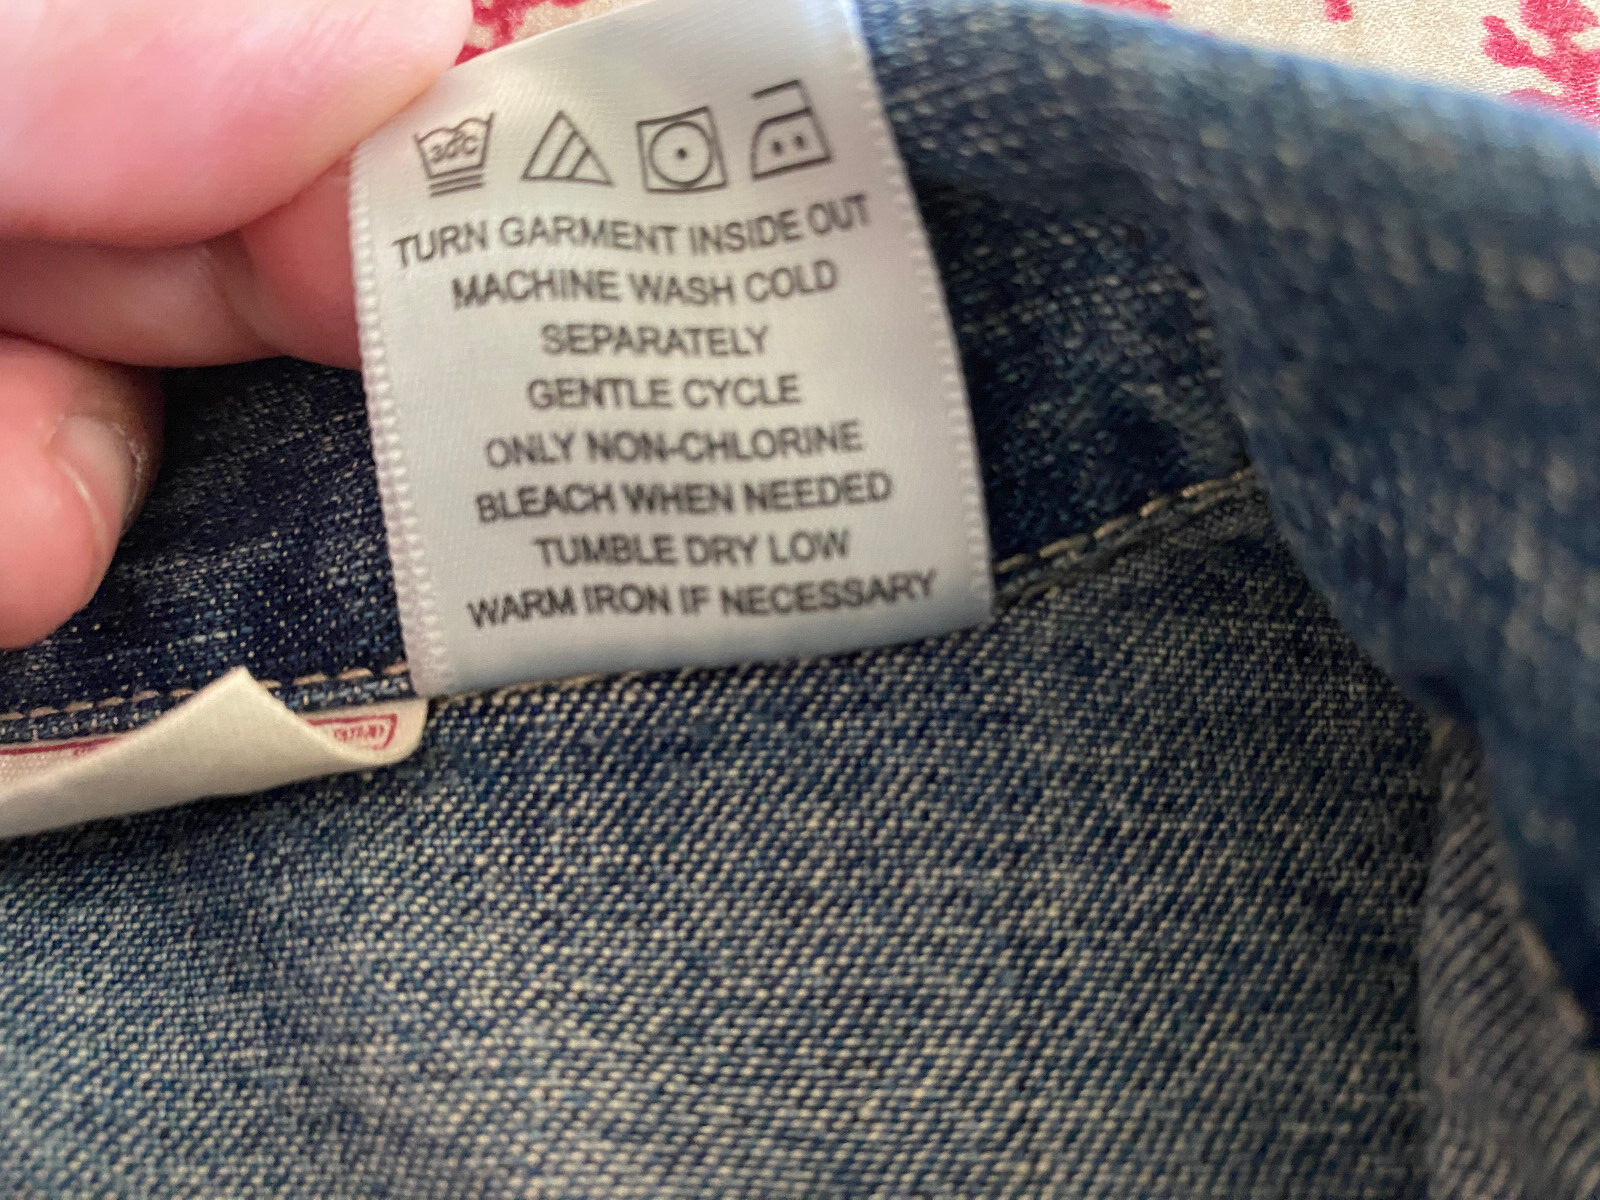 30°C
TURN GARMENT INSIDE OUT
MACHINE WASH COLD
SEPARATELY
GENTLE CYCLE
ONLY NON-CHLORINE
BLEACH WHEN NEEDED
TUMBLE DRY LOW
WARM IRON IF NECESSARY